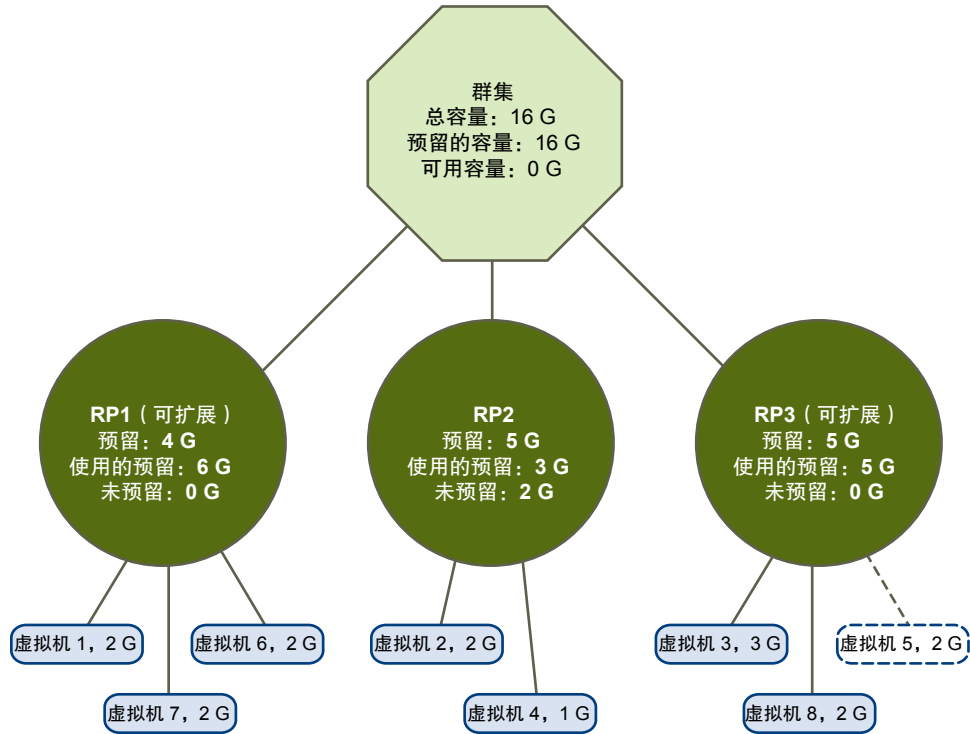 群集
总容量：16 G
预留的容量：16 G
可用容量：0 G
RP1（可扩展）
预留：4 G
使用的预留：6 G
未预留：0 G
RP2
预留：5 G
使用的预留：3 G
未预留：2 G
RP3（可扩展）
预留：5 G
使用的预留：5 G
未预留：0 G
虚拟机 1，2 G
虚拟机 6，2 G
虚拟机 2，2 G
虚拟机 3，3 G
虚拟机 5，2 G
虚拟机 7，2 G
虚拟机 4，1 G
虚拟机 8，2 G